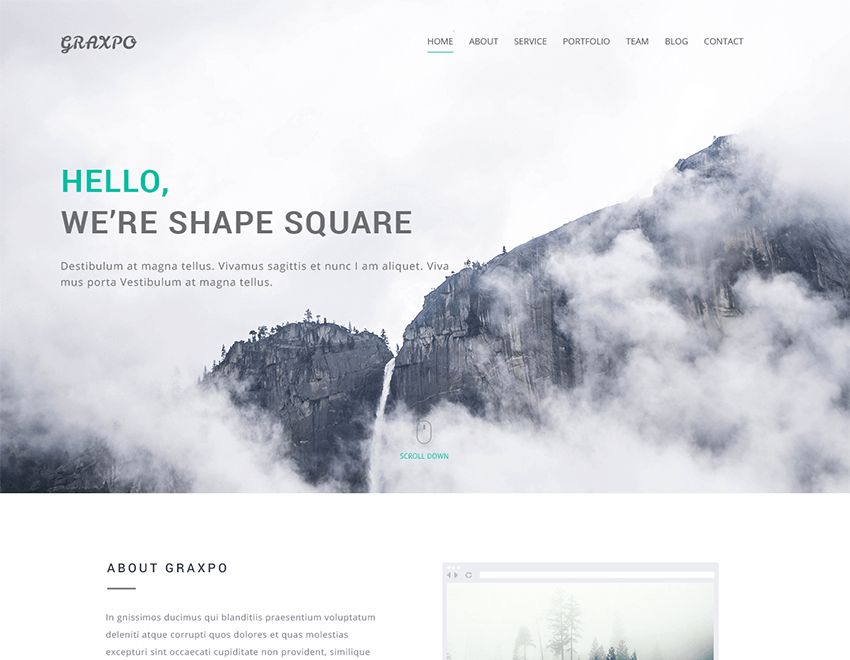 GRAXPO
HOME ABOUT SERVICE PORTFOLIO TEAM BLOG CONTACT
HELLO,
WE'RE SHAPE SQUARE
Destibulum at magna tellus. Vivamus sagittis et nunc I am aliquet. Viva
mus porta Vestibulum at magna tellus.
SCROLL DOWN
ABOUT GRAXPO
In gnissimos ducimus qui blanditiis praesentium voluptatum
deleniti atque corrupti quos dolores et quas molestias
excepturi sint occaecati cupiditate non provident, similique